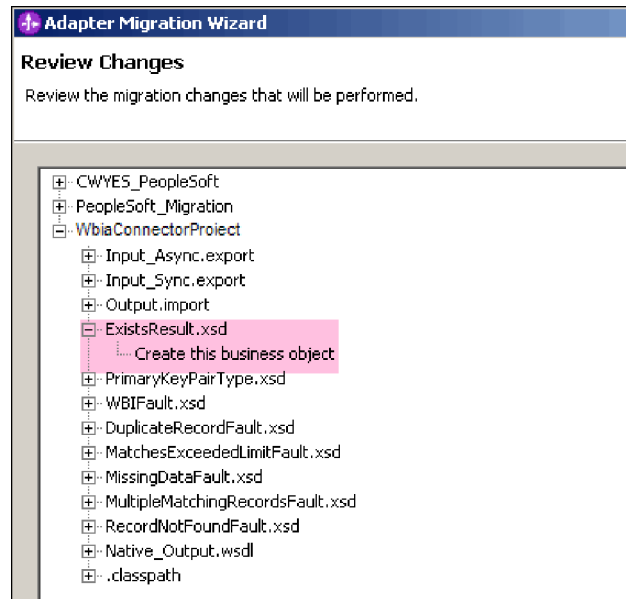 Adapter Migration Wizard
Review Changes
Review the migration changes that will be performed.
CWYES_PeopleSoft
PeopleSoft_Migration
WbiaConnectorProject
Input_Async.export
Input_Sync.export
Output.import
ExistsResult.xsd
Create this business object
PrimaryKeyPairType.xsd
WBIFault.xsd
DuplicateRecordFault.xsd
MatchesExceededLimitFault.xsd
MissingDataFault.xsd
MultipleMatchingRecordsFault.xsd
RecordNotFoundFault.xsd
Native_Output.wsdl
.classpath